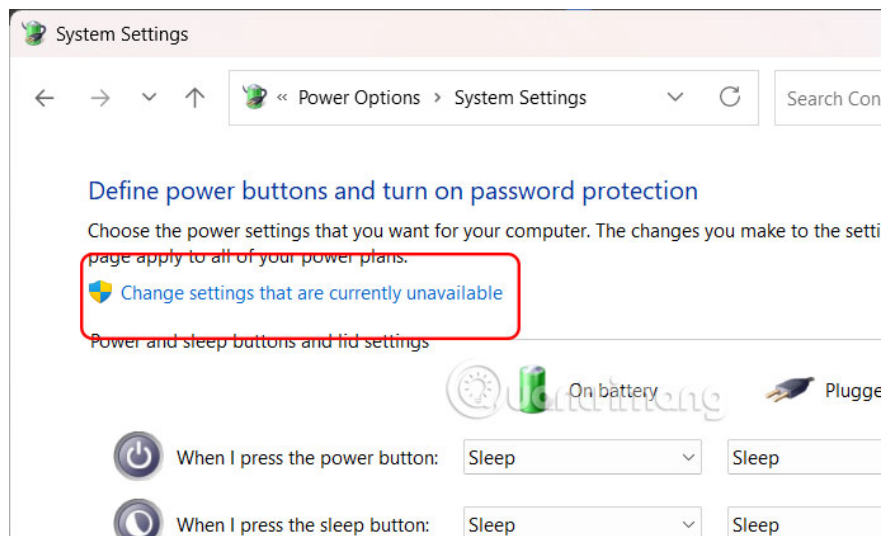 System Settings
« Power Options › System Settings
Search Con
Define power buttons and turn on password protection
Choose the power settings that you want for your computer. The changes you make to the setti
page apply to all of your power plans.
Change settings that are currently unavailable
Power and sleep buttons and lid settings
Quantrimang
On battery
Plugge
When I press the power button: Sleep Sleep
When I press the sleep button: Sleep Sleep